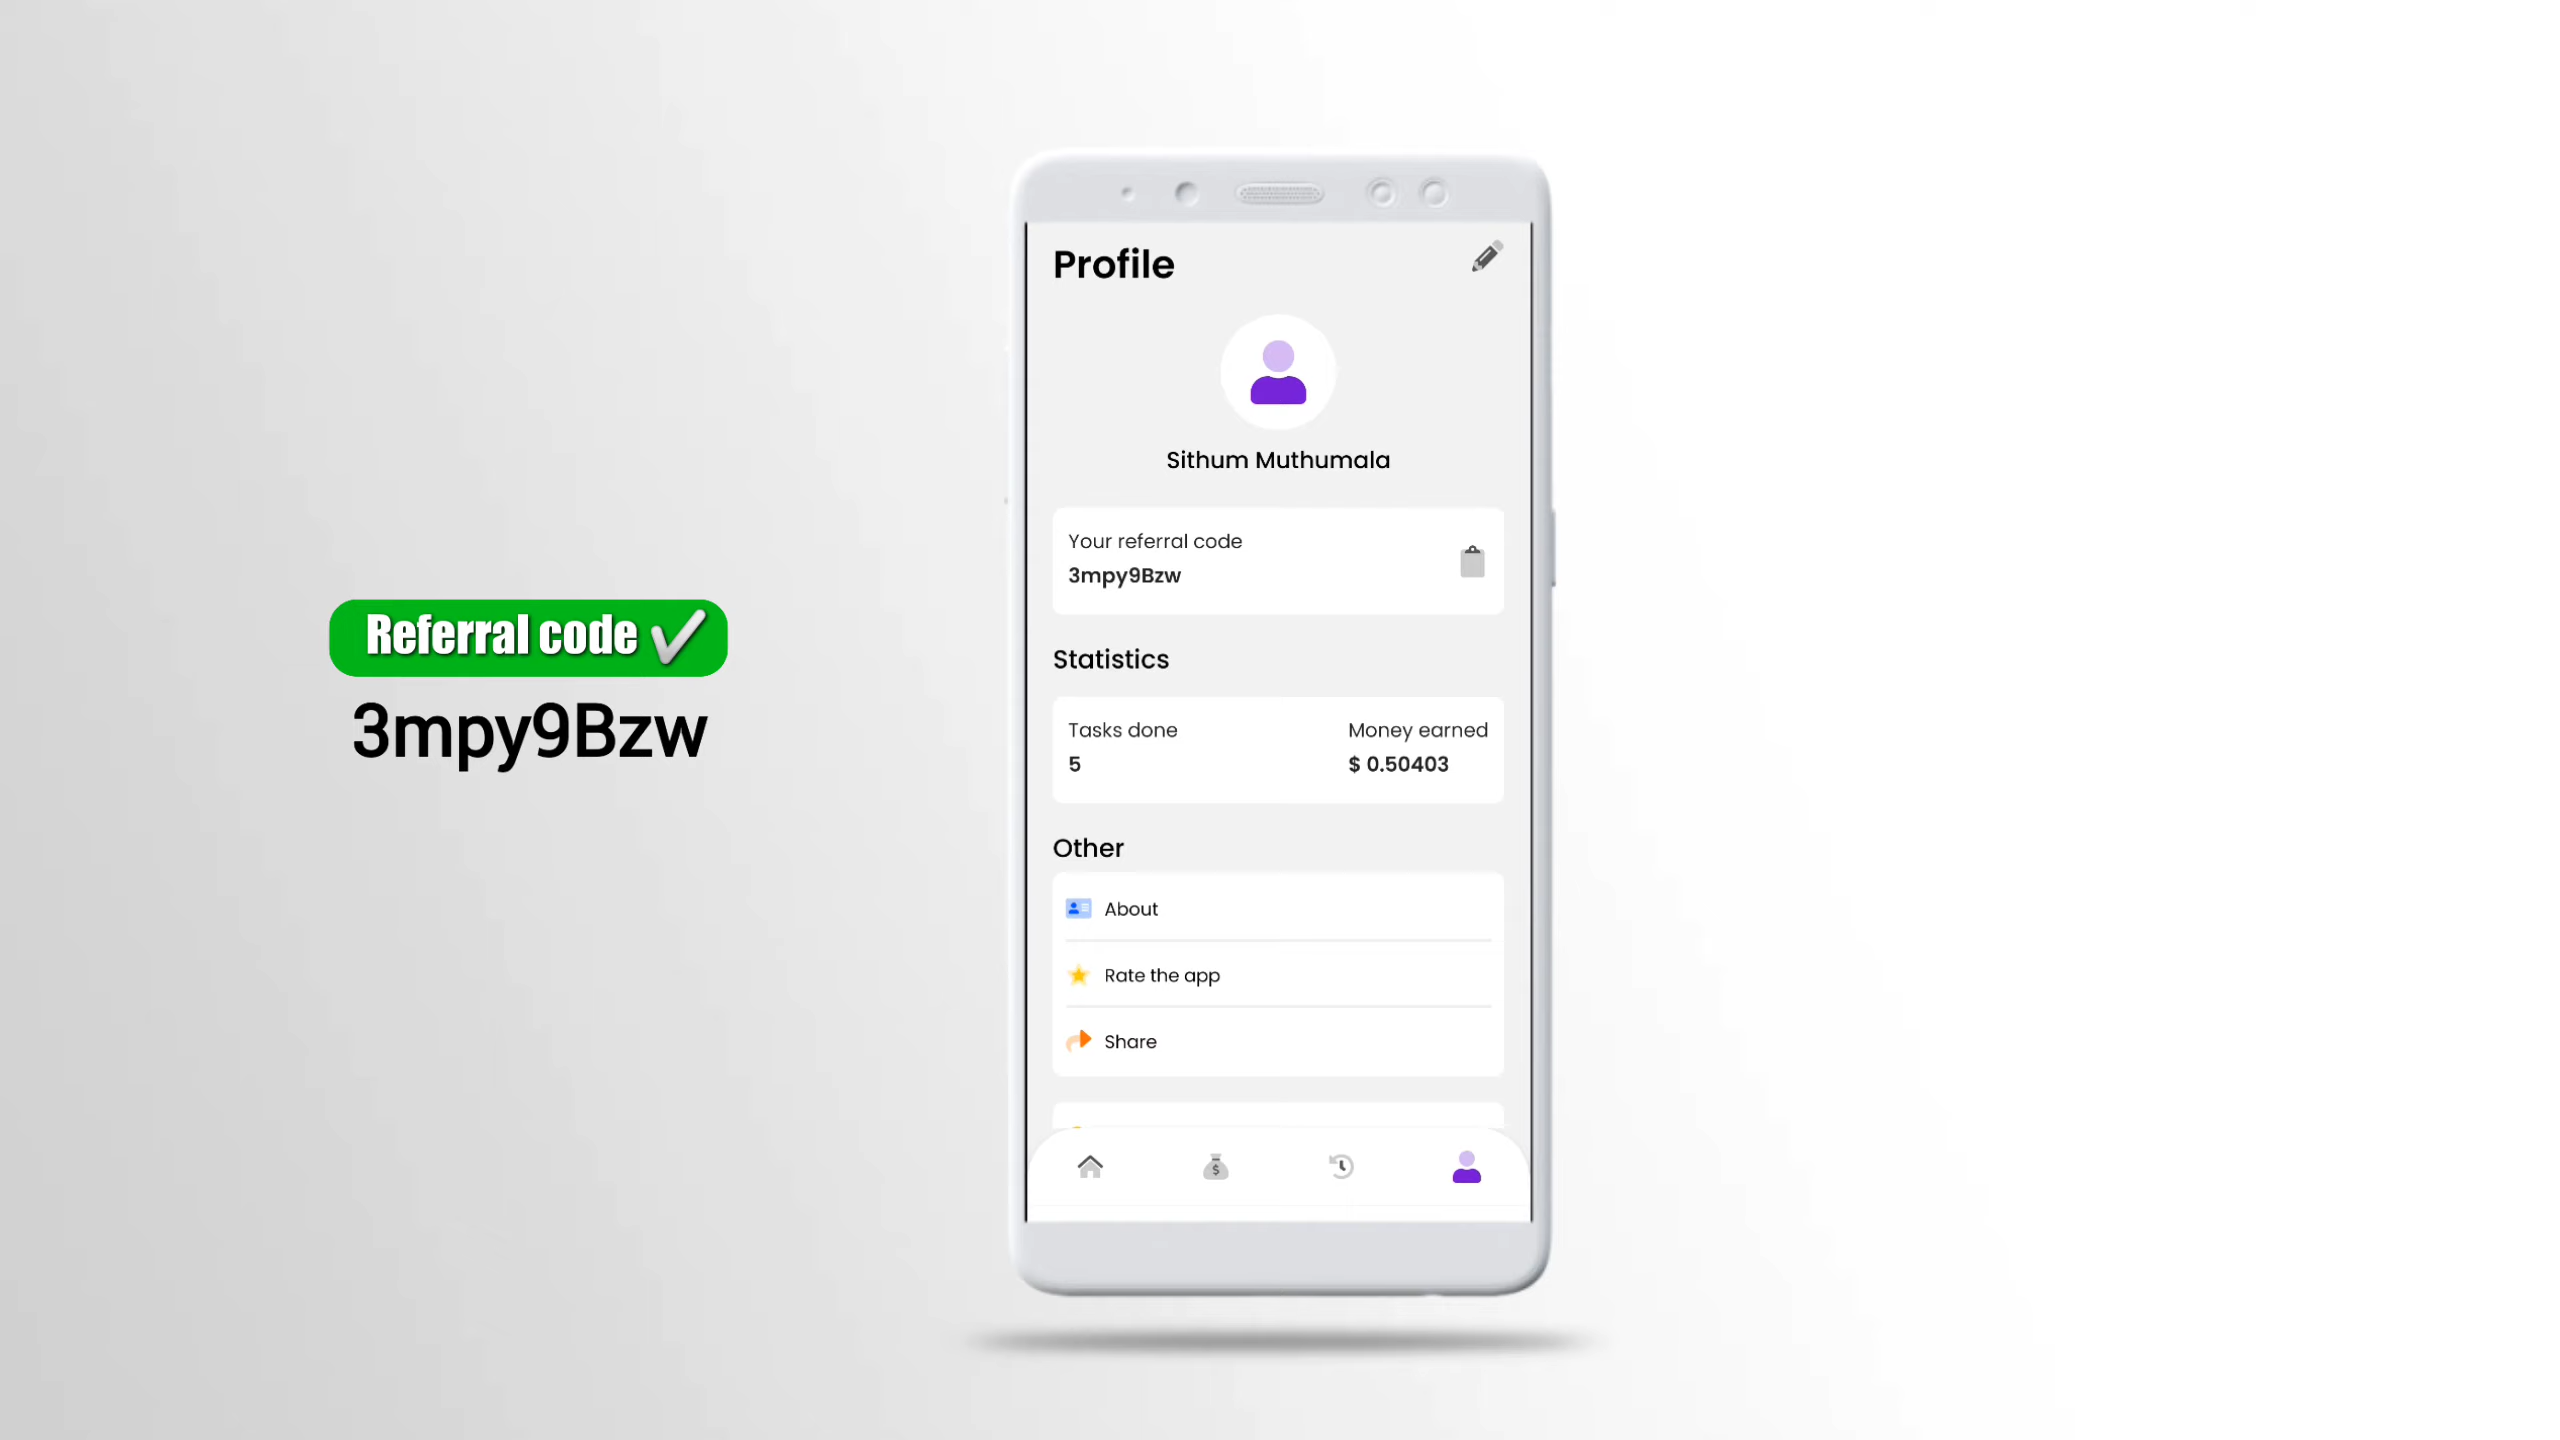 Referral code
3mpy9Bzw
Profile
Sithum Muthumala
Your referral code
3mpy9Bzw
Statistics
Tasks done
5
Money earned
$ 0.50403
Other
About
Rate the app
Share